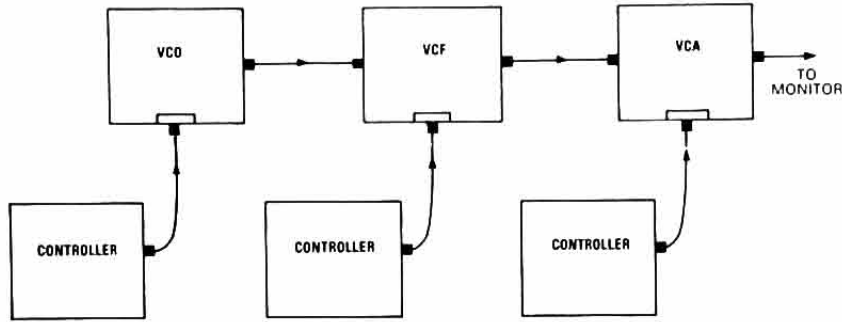 VCO
VCF
VCA
TO
MONITOR
CONTROLLER
CONTROLLER
CONTROLLER